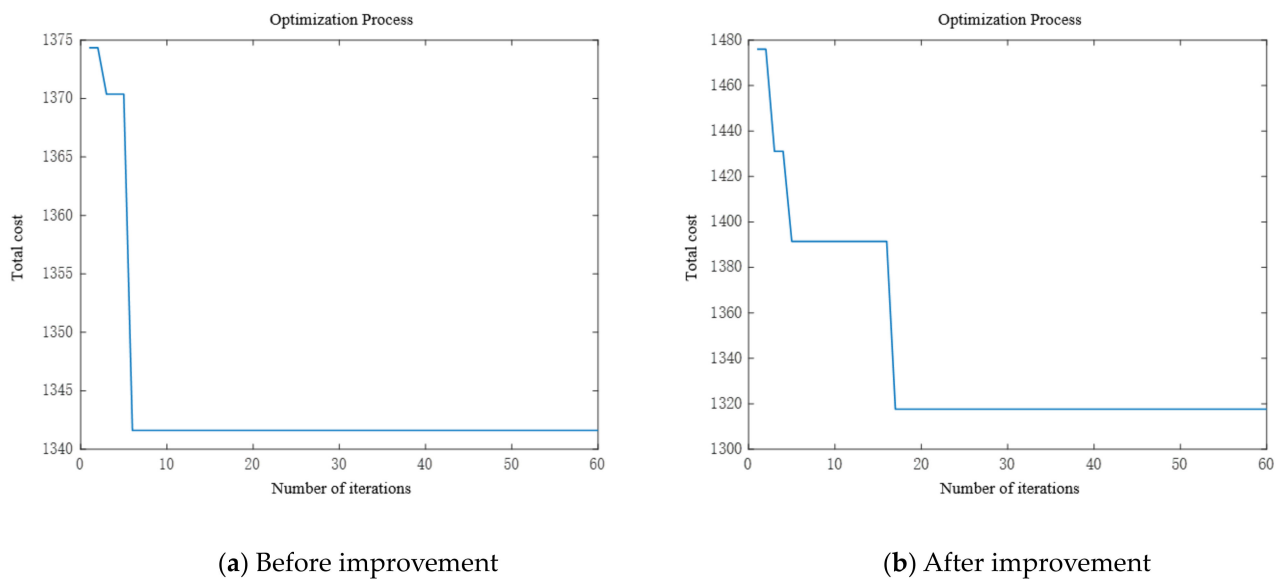 Optimization Process
1375
1370
1365
1360
1355
1350
1345
1340
Total cost
0 10 20 30 40 50 60
Number of iterations
(a) Before improvement
Optimization Process
1480
1460
1440
1420
1400
1380
1360
1340
1320
1300
Total cost
0 10 20 30 40 50 60
Number of iterations
(b) After improvement